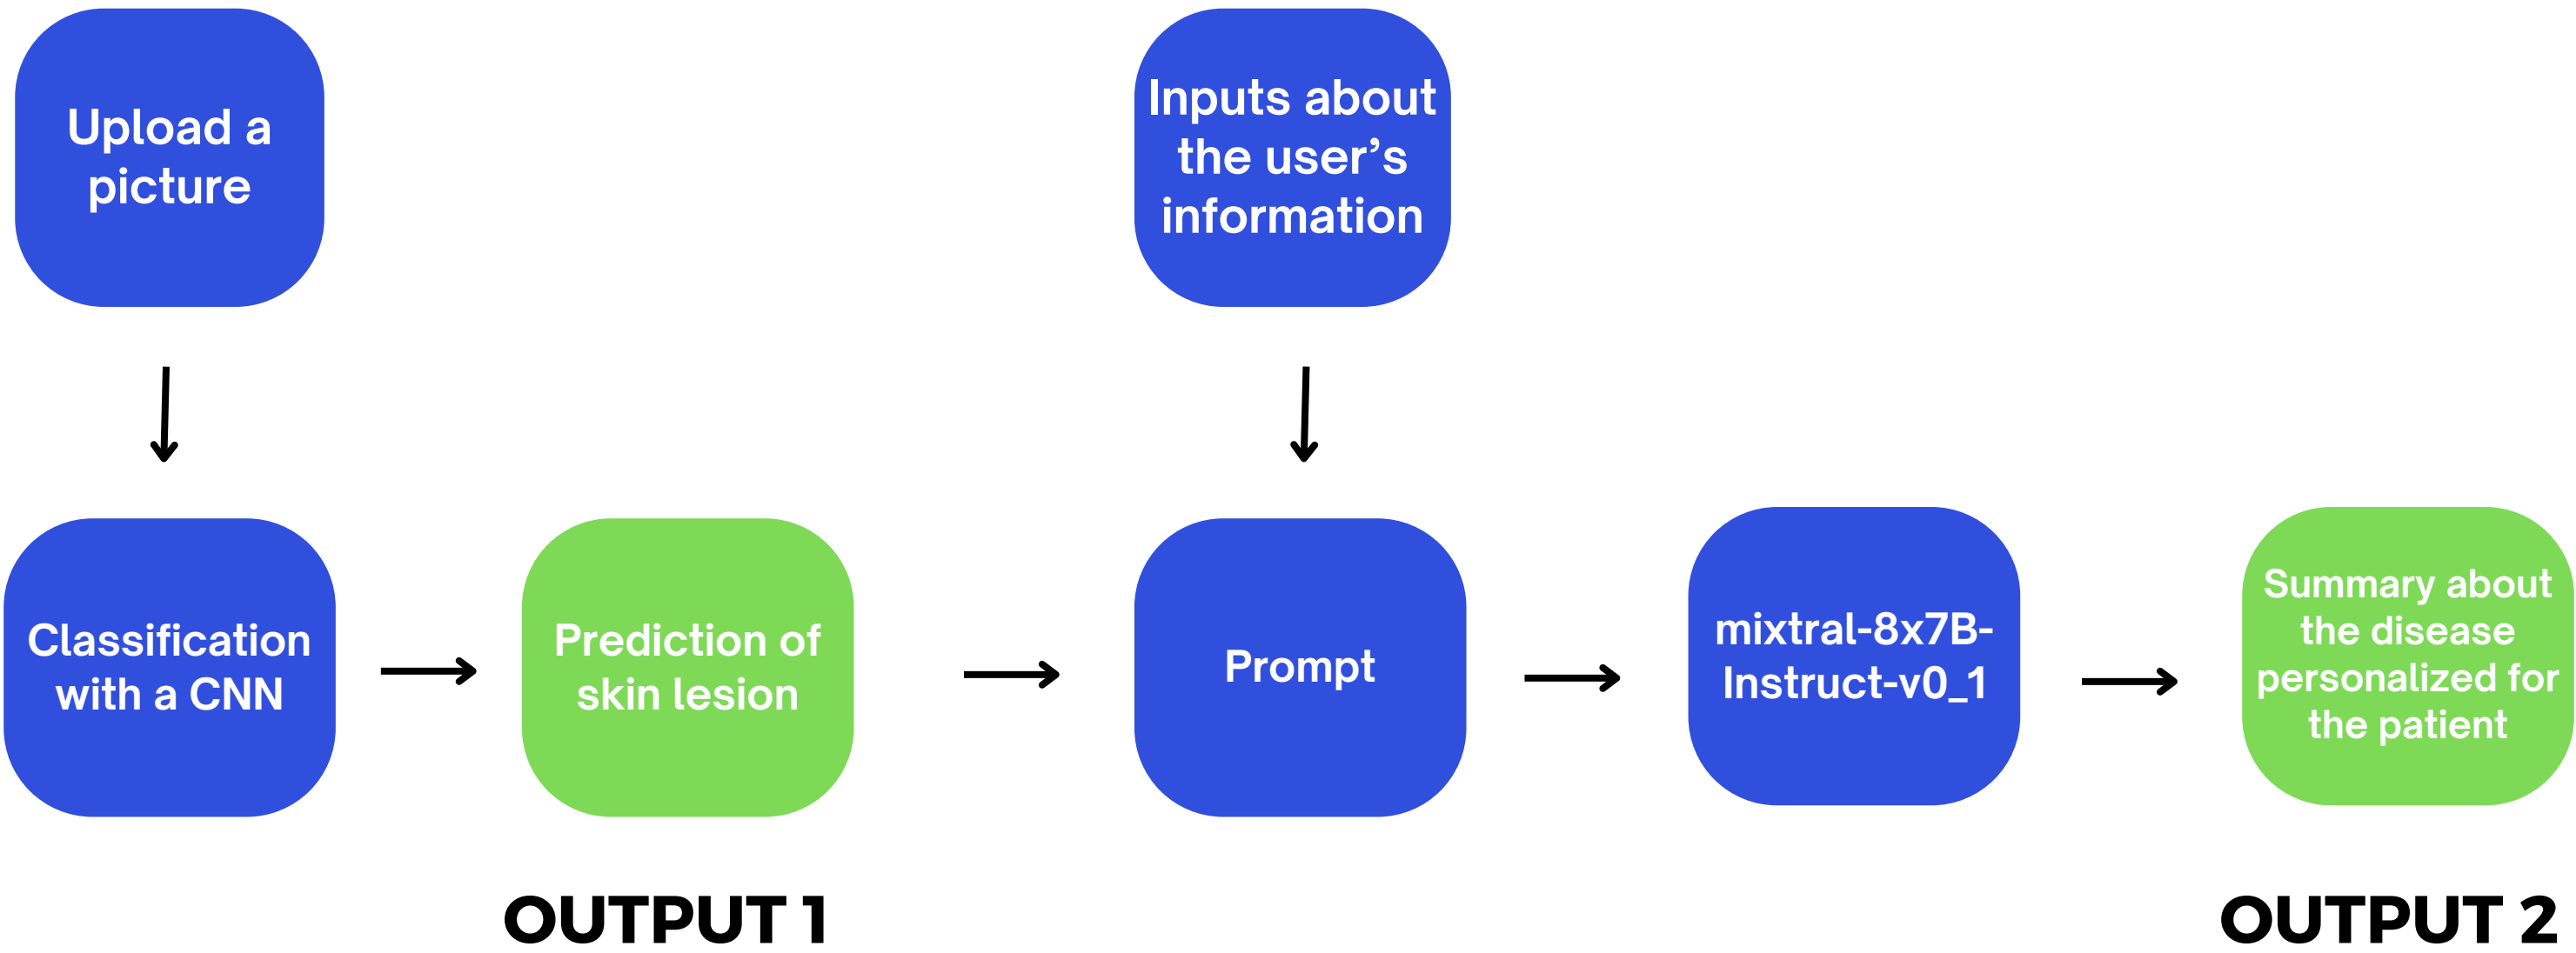 Upload a
picture
Inputs about
the user’s
information
Classification
with a CNN
Prediction of
skin lesion
Prompt
mixtral-8x7B-
Instruct-v0_1
Summary about
the disease
personalized for
the patient
OUTPUT 1
OUTPUT 2